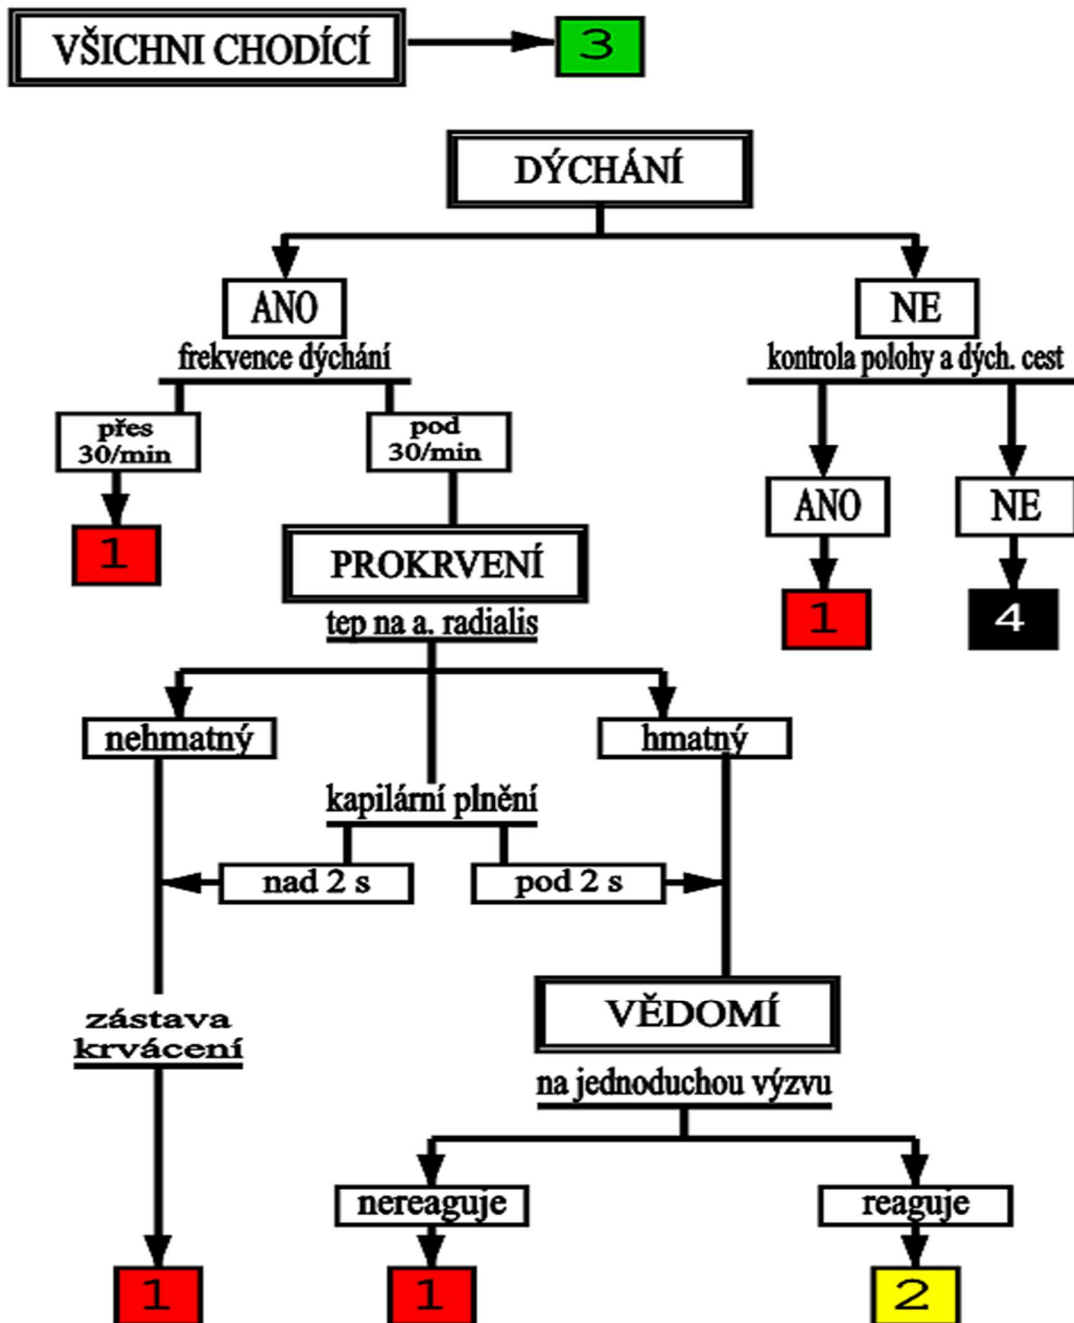 VŠICHNI CHODÍCÍ
3
DÝCHÁNÍ
ANO
NE
frekvence dýchání
kontrola polohy a dých. cest
přes
30/min
pod
30/min
ANO
NE
1
PROKRVENÍ
1
4
tep na a. radialis
nehmatný
hmatný
kapilární plnění
nad 2 s
pod 2 s
zástava
krvácení
VĚDOMÍ
na jednoduchou výzvu
nereaguje
reaguje
1
1
2